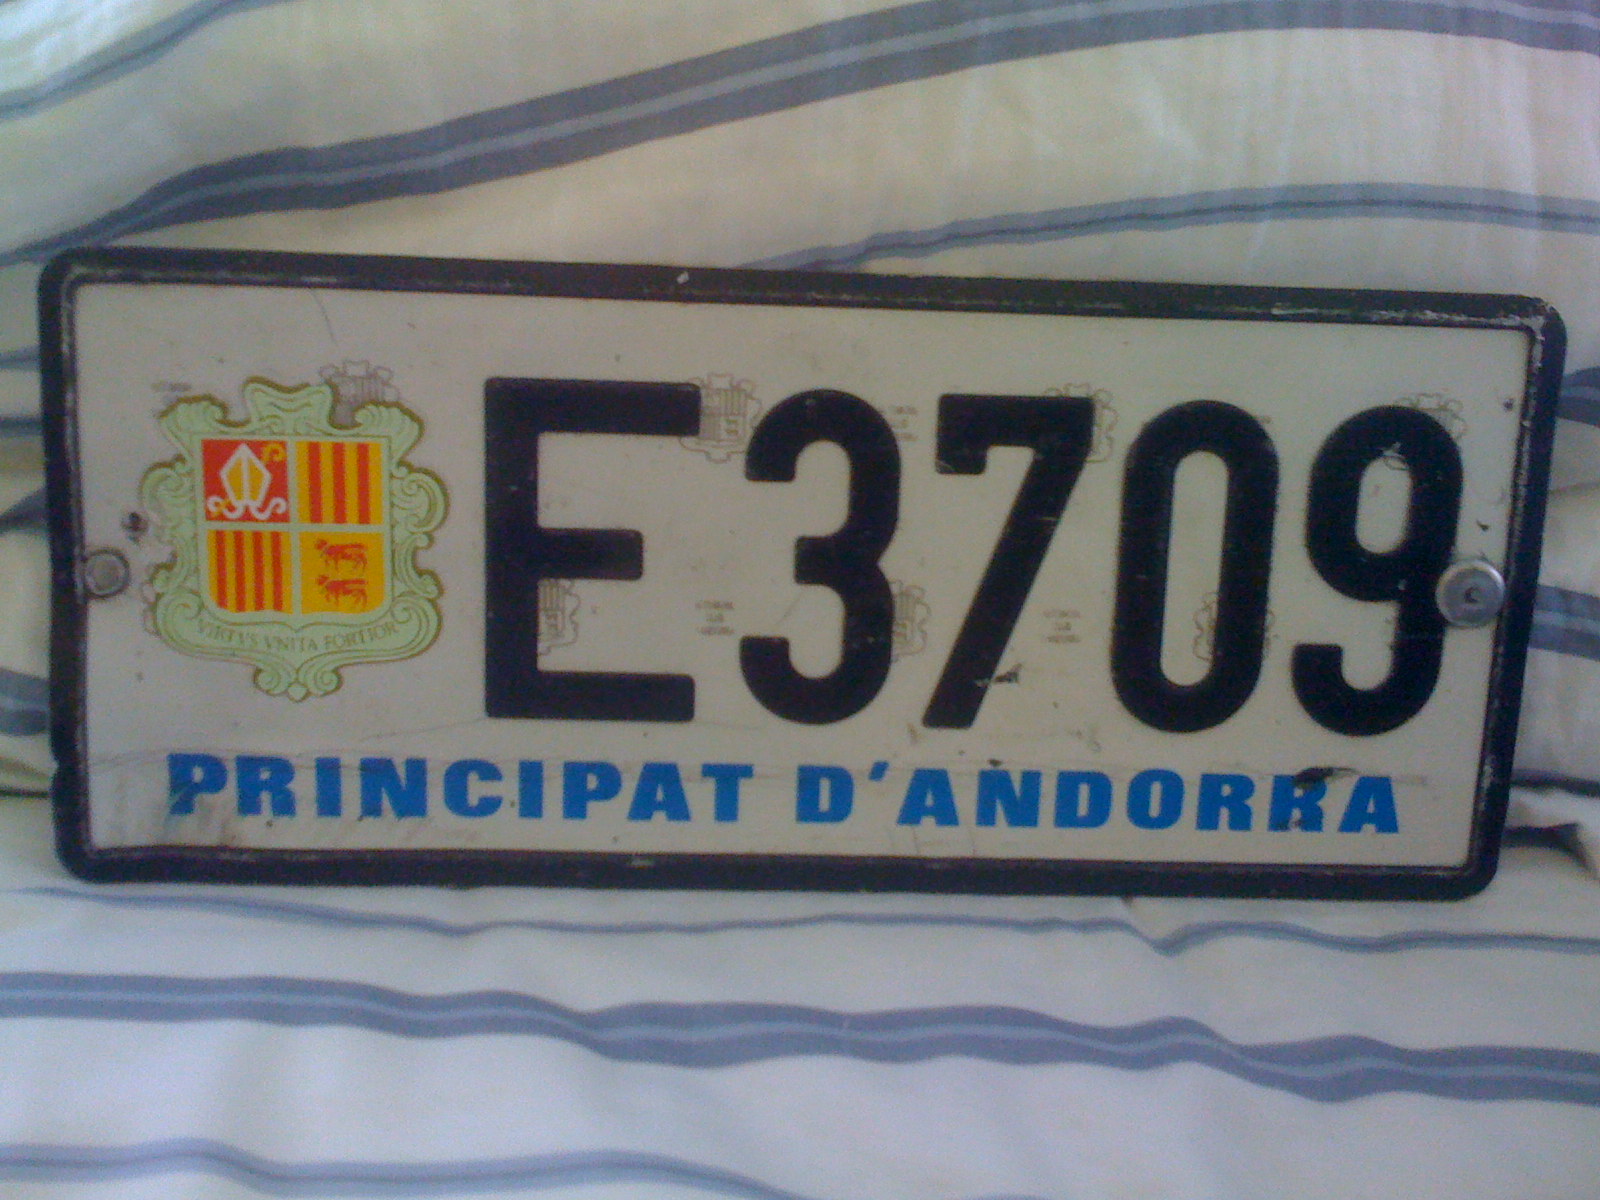 E3709
VIRTVS VNITA FORTIOR
PRINCIPAT D'ANDORRA